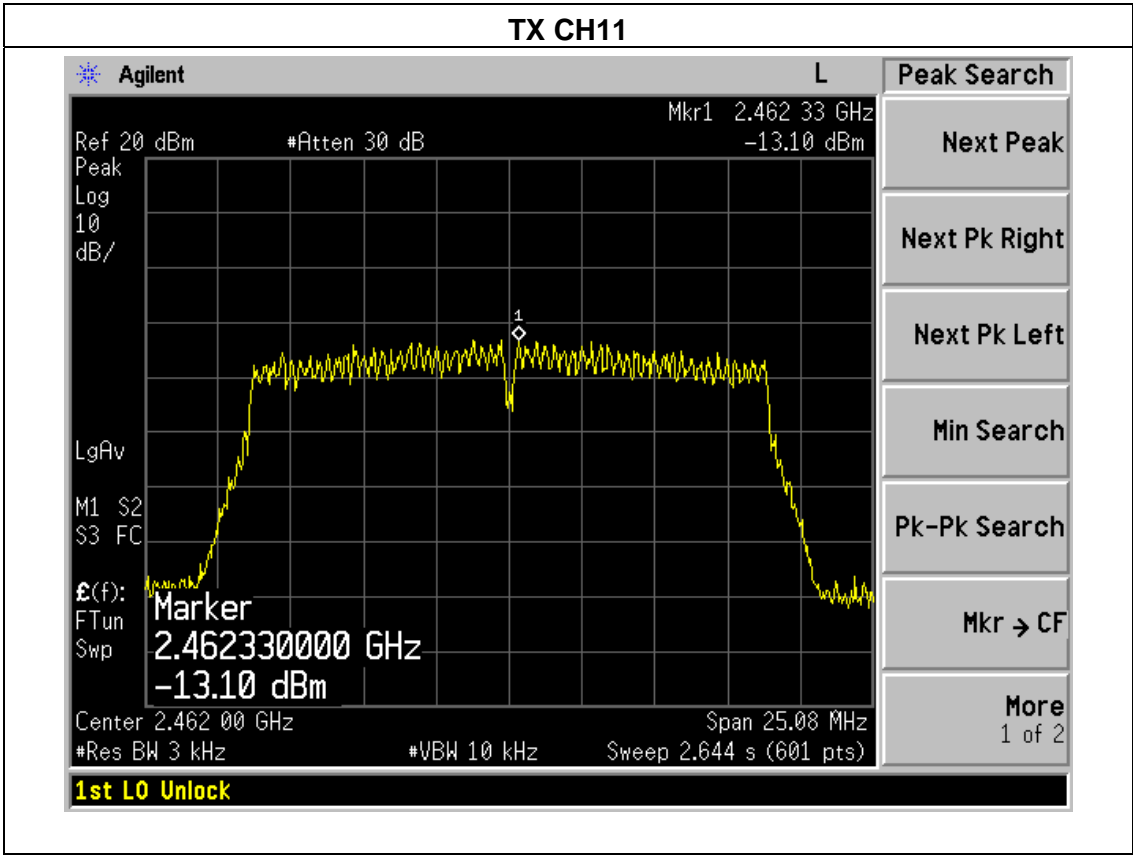 TX CH11
Agilent
L
Peak Search
Mkr1 2.462 33 GHz
Ref 20 dBm #Atten 30 dB -13.10 dBm
Peak
Log
10
dB/
1
LgAv
M1 S2
S3 FC
£(f):
FTun
Swp
Marker
2.462330000 GHz
-13.10 dBm
Center 2.462 00 GHz Span 25.08 MHz
#Res BW 3 kHz #VBW 10 kHz Sweep 2.644 s (601 pts)
1st LO Unlock
Next Peak
Next Pk Right
Next Pk Left
Min Search
Pk-Pk Search
Mkr → CF
More
1 of 2